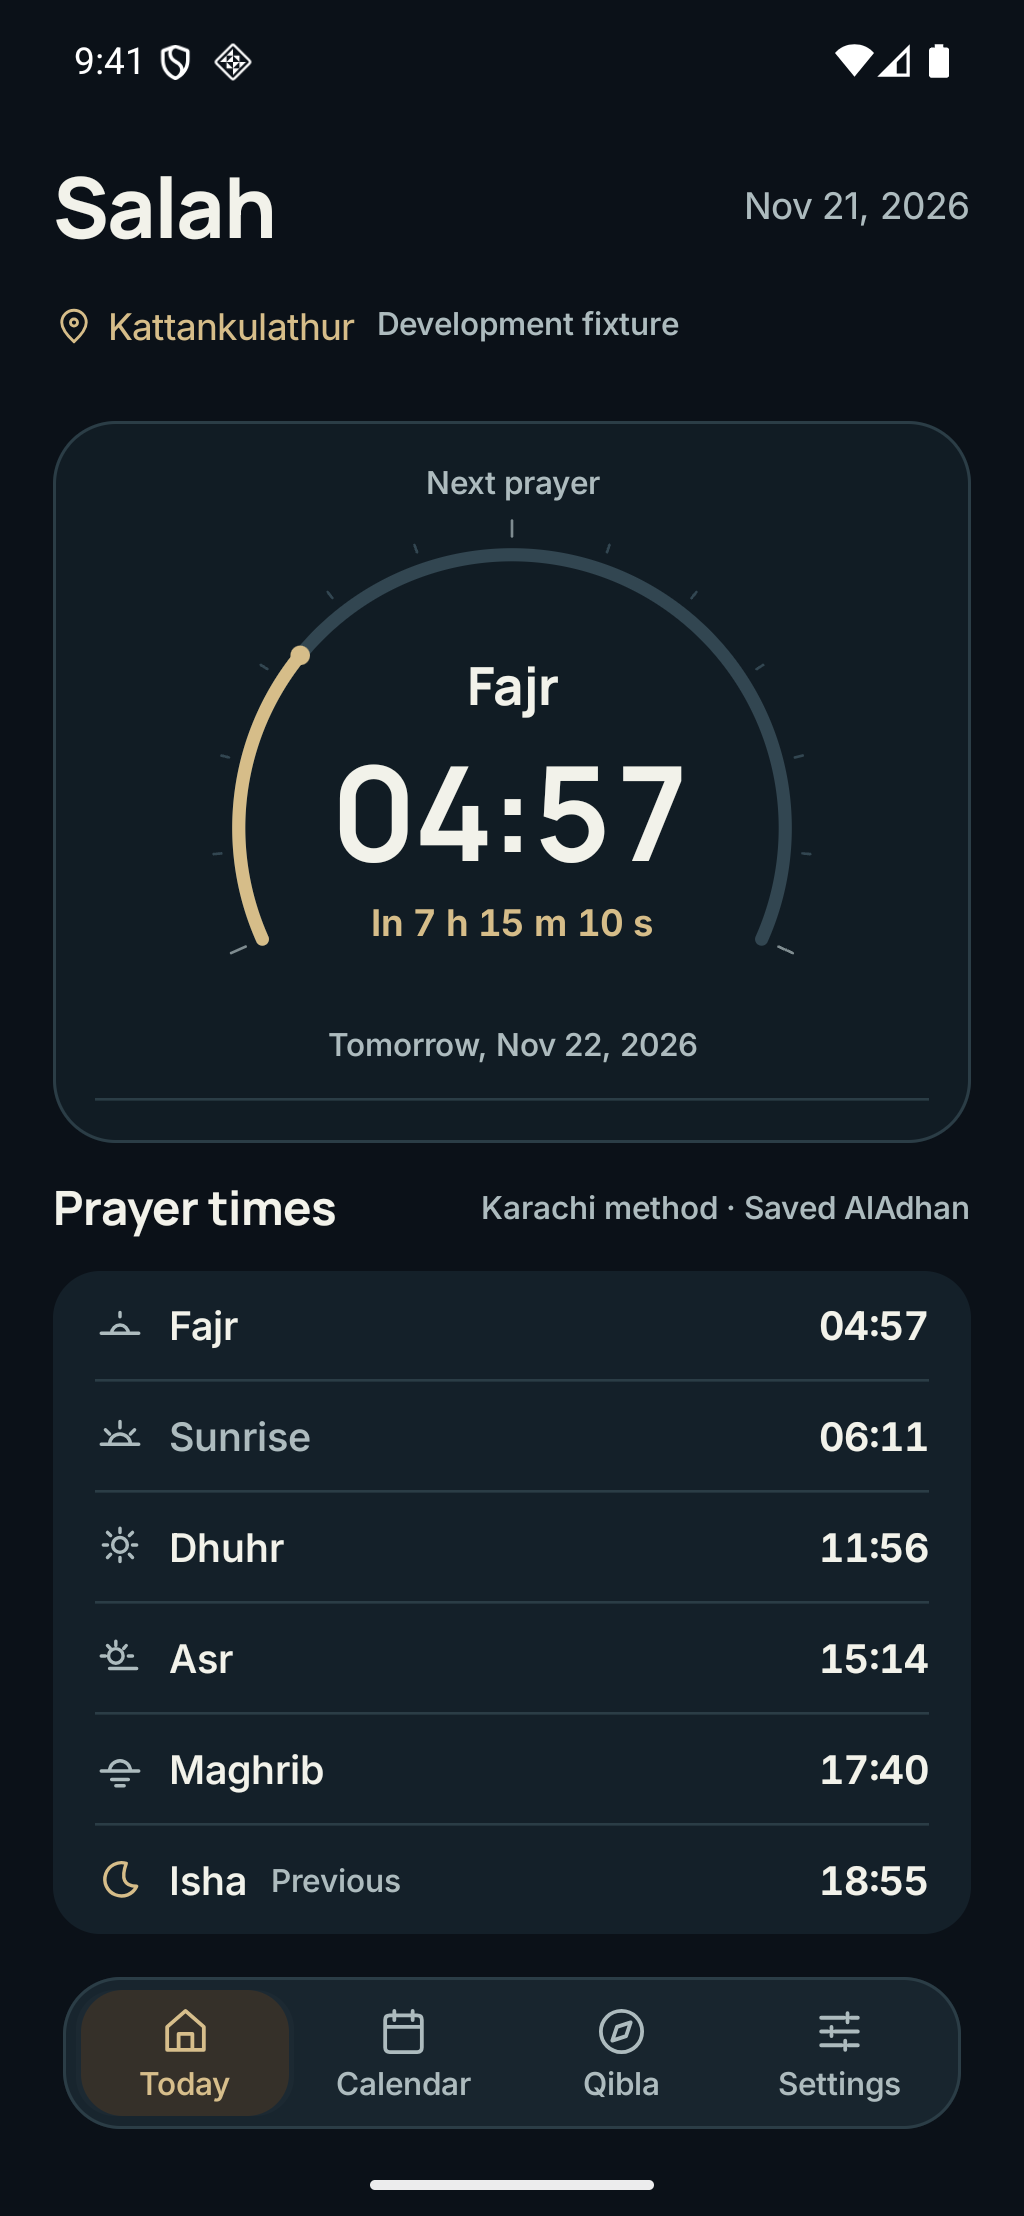 9:41
Salah
Nov 21, 2026
Kattankulathur Development fixture
Next prayer
Fajr
04:57
In 7 h 15 m 10 s
Tomorrow, Nov 22, 2026
Prayer times
Karachi method · Saved AlAdhan
Fajr 04:57
Sunrise 06:11
Dhuhr 11:56
Asr 15:14
Maghrib 17:40
Isha Previous 18:55
Today Calendar Qibla Settings